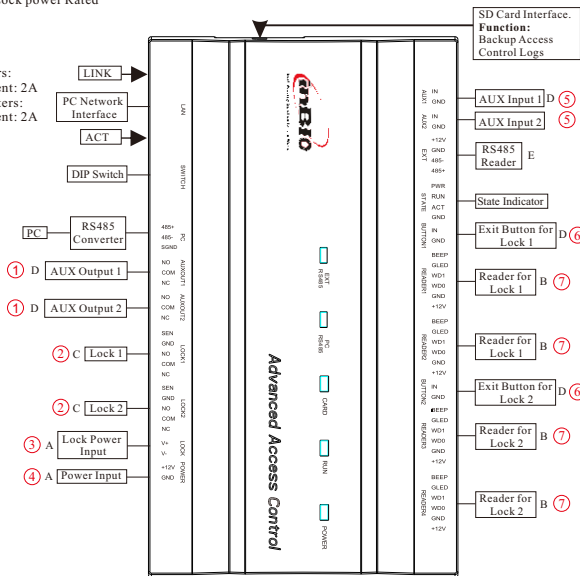 Lock power Rated
rs:
ent: 2A
ters:
ent: 2A
SD Card Interface.
Function:
Backup Access
Control Logs
LINK
PC Network
Interface
ACT
DIP Switch
PC
RS485
Converter
① D AUX Output 1
① D AUX Output 2
② C Lock 1
② C Lock 2
③ A Lock Power
Input
④ A Power Input
LAN
SWITCH
485+
485-
SGND
PC
NO
COM
NC
AUXOUT1
NO
COM
NC
AUXOUT2
SEN
GND
NO
COM
NC
LOCK1
SEN
GND
NO
COM
NC
LOCK2
V+
V-
LOCK
+12V
GND
POWER
inBIO
EXT
RS485
PC
RS485
CARD
RUN
POWER
Advanced Access Control
AUX1
IN
GND
AUX2
IN
GND
EXT
+12V
GND
485-
485+
STATE
PWR
RUN
ACT
GND
BUTTON1
IN
GND
READER1
BEEP
GLED
WD1
WD0
GND
+12V
READER2
BEEP
GLED
WD1
WD0
GND
+12V
BUTTON2
IN
GND
READER3
BEEP
GLED
WD1
WD0
GND
+12V
READER4
BEEP
GLED
WD1
WD0
GND
+12V
AUX Input 1 D ⑤
AUX Input 2 ⑤
RS485
Reader E
State Indicator
Exit Button for
Lock 1 D ⑥
Reader for
Lock 1 B ⑦
Reader for
Lock 1 B ⑦
Exit Button for
Lock 2 D ⑥
Reader for
Lock 2 B ⑦
Reader for
Lock 2 B ⑦